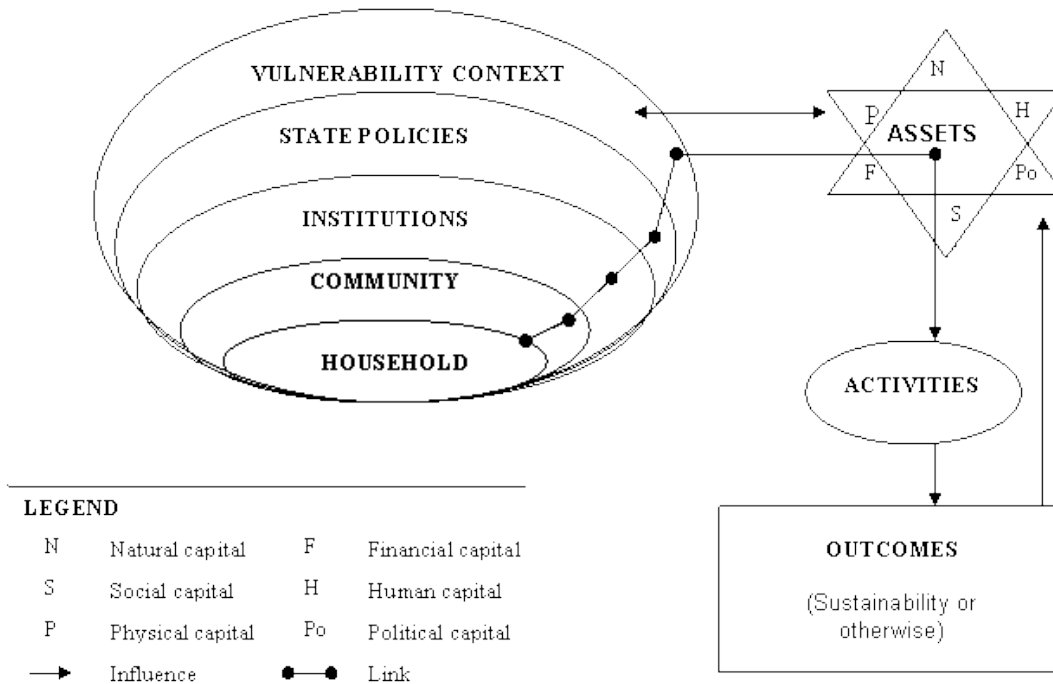 VULNERABILITY CONTEXT
STATE POLICIES
INSTITUTIONS
COMMUNITY
HOUSEHOLD
N
P
H
ASSETS
F
Po
S
ACTIVITIES
OUTCOMES
(Sustainability or
otherwise)
LEGEND
N Natural capital F Financial capital
S Social capital H Human capital
P Physical capital Po Political capital
Influence Link